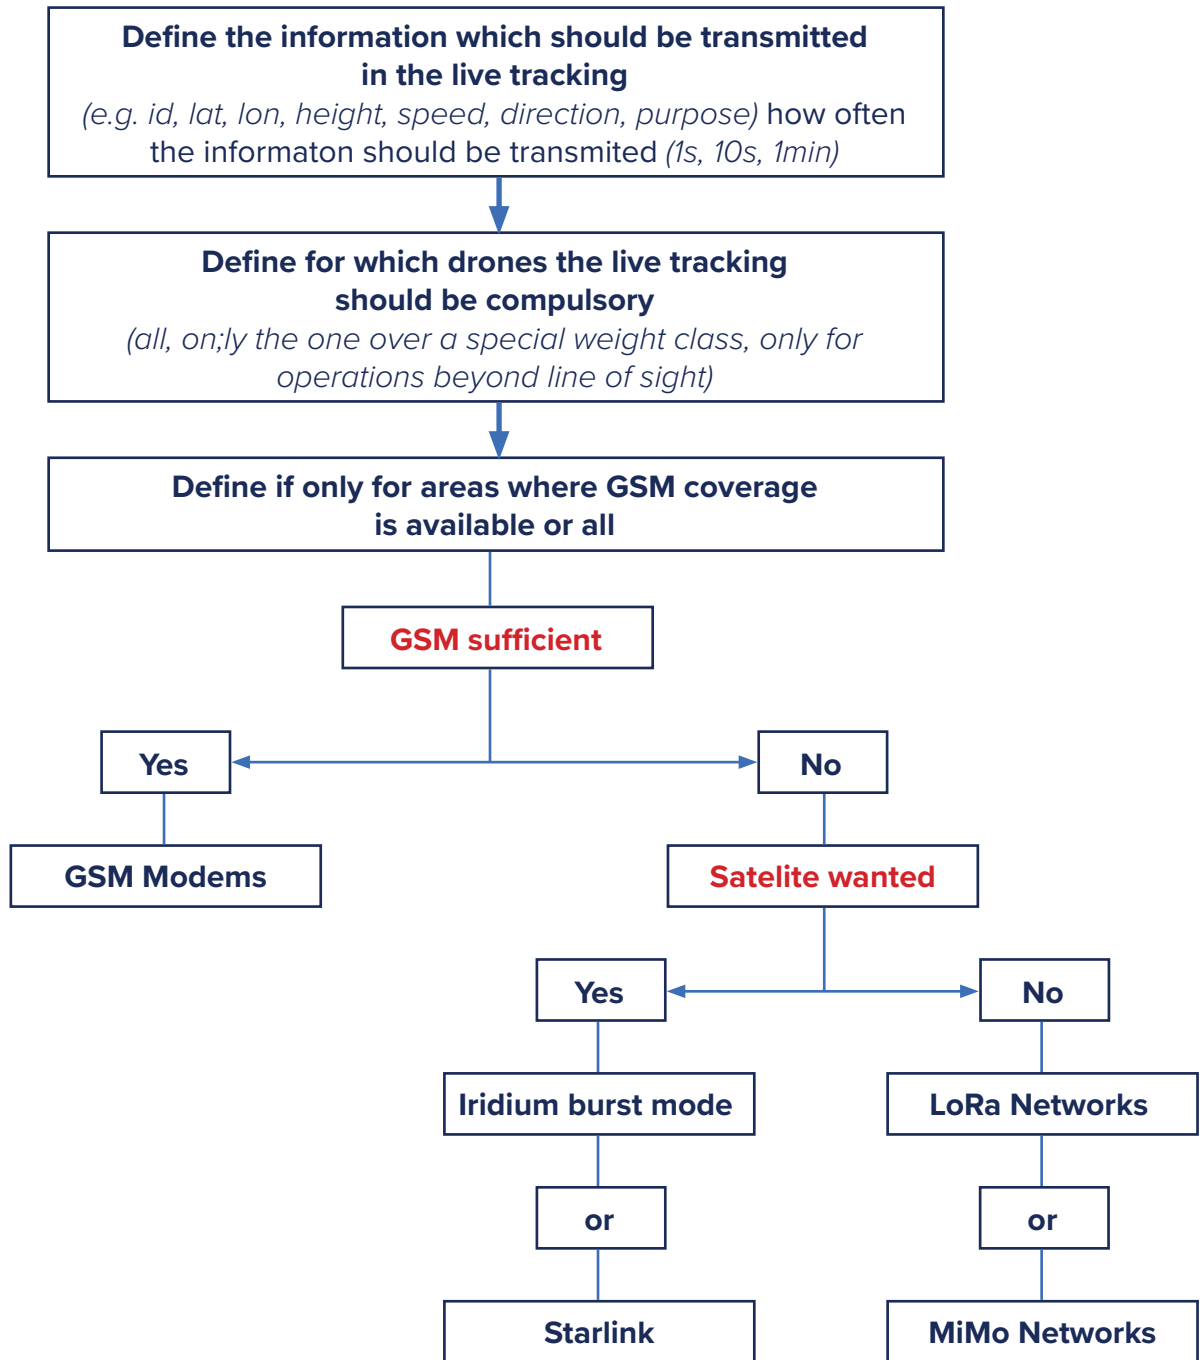 Define the information which should be transmitted
in the live tracking
(e.g. id, lat, lon, height, speed, direction, purpose) how often
the informaton should be transmited (1s, 10s, 1min)
Define for which drones the live tracking
should be compulsory
(all, on;ly the one over a special weight class, only for
operations beyond line of sight)
Define if only for areas where GSM coverage
is available or all
GSM sufficient
Yes
No
GSM Modems
Satelite wanted
Yes
No
Iridium burst mode
LoRa Networks
or
or
Starlink
MiMo Networks